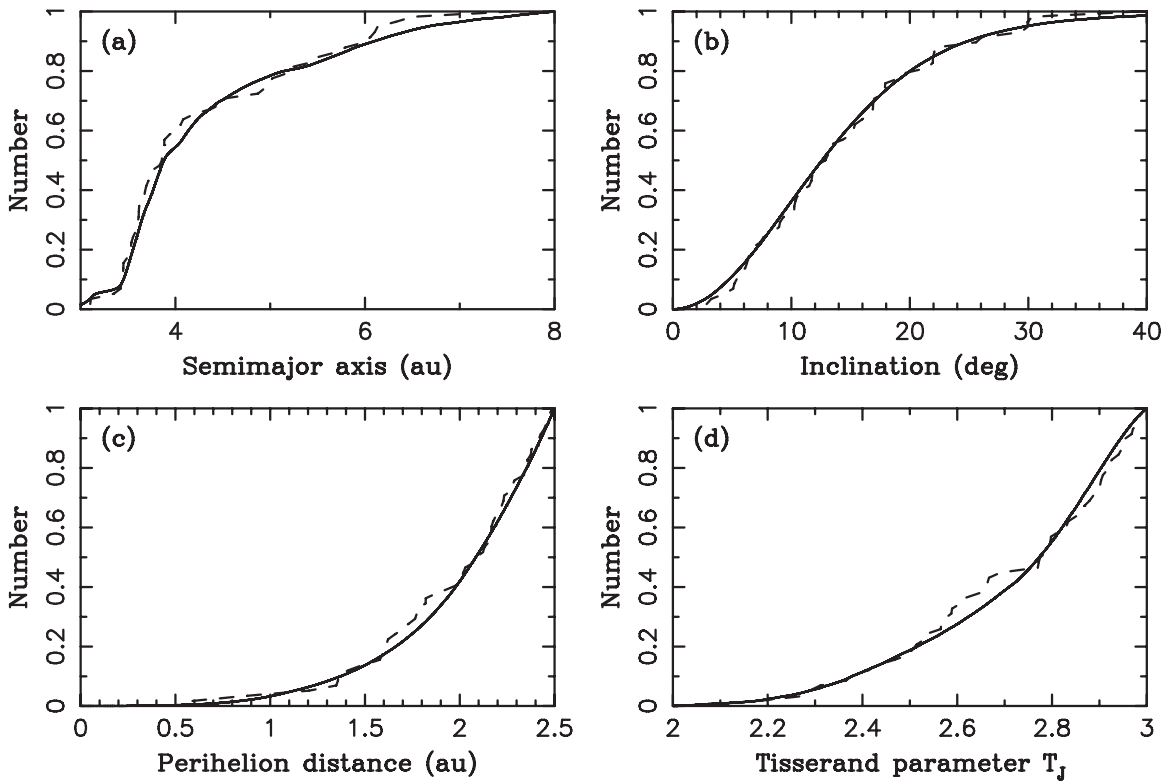 (a)
Number
0 0.2 0.4 0.6 0.8 1
4 6 8
Semimajor axis (au)
(b)
Number
0 0.2 0.4 0.6 0.8 1
0 10 20 30 40
Inclination (deg)
(c)
Number
0 0.2 0.4 0.6 0.8 1
0 0.5 1 1.5 2 2.5
Perihelion distance (au)
(d)
Number
0 0.2 0.4 0.6 0.8 1
2 2.2 2.4 2.6 2.8 3
Tisserand parameter T_J